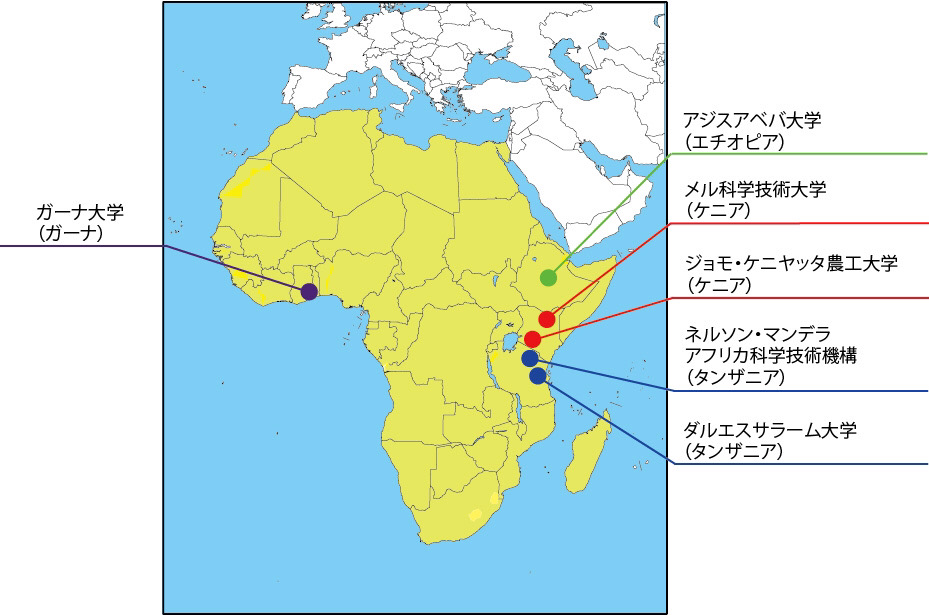 ガーナ大学
（ガーナ）
アジスアベバ大学
（エチオピア）
メル科学技術大学
（ケニア）
ジョモ・ケニヤッタ農工大学
（ケニア）
ネルソン・マンデラ
アフリカ科学技術機構
（タンザニア）
ダルエスサラーム大学
（タンザニア）